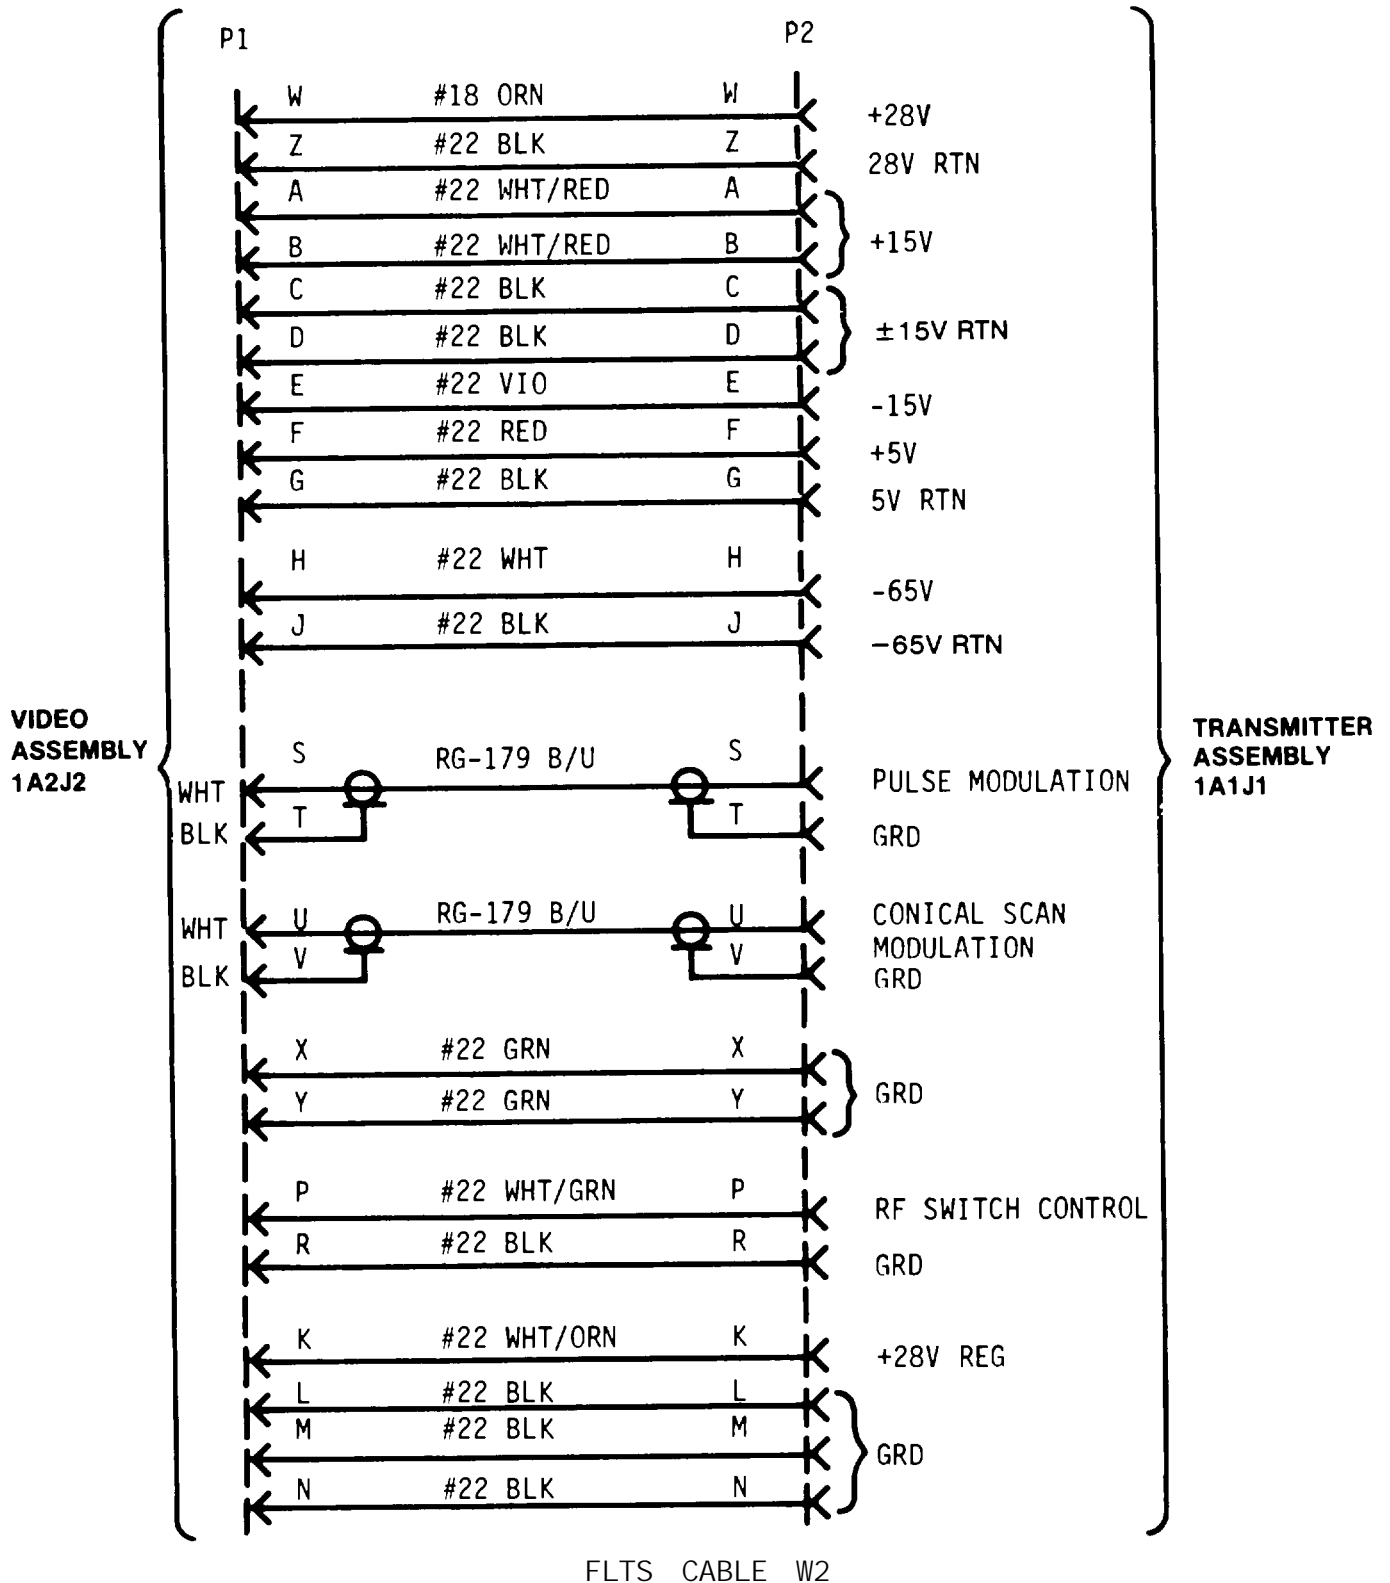 P1 P2
W #18 ORN W +28V
Z #22 BLK Z 28V RTN
A #22 WHT/RED A
B #22 WHT/RED B +15V
C #22 BLK C
D #22 BLK D ±15V RTN
E #22 VIO E -15V
F #22 RED F +5V
G #22 BLK G 5V RTN
H #22 WHT H -65V
J #22 BLK J −65V RTN
VIDEO
ASSEMBLY
1A2J2
TRANSMITTER
ASSEMBLY
1A1J1
S RG-179 B/U S
WHT PULSE MODULATION
T T
BLK GRD
U RG-179 B/U U CONICAL SCAN
WHT MODULATION
V V
BLK GRD
X #22 GRN X
Y #22 GRN Y GRD
P #22 WHT/GRN P RF SWITCH CONTROL
R #22 BLK R GRD
K #22 WHT/ORN K +28V REG
L #22 BLK L
M #22 BLK M GRD
N #22 BLK N
FLTS CABLE W2